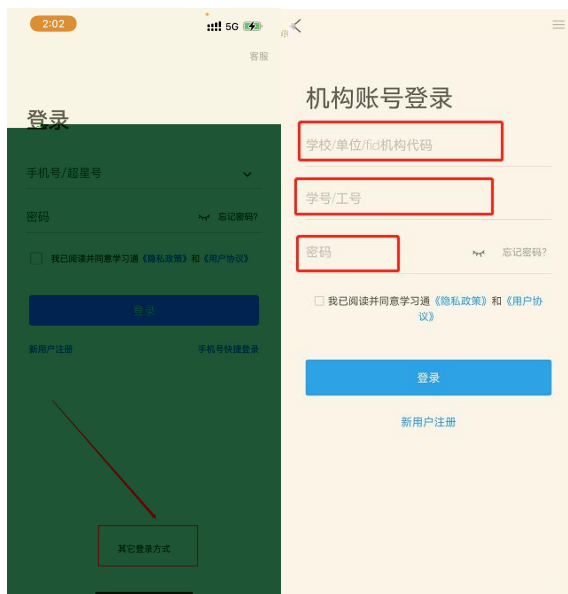 2:02
5G
客服
登录
手机号/超星号
密码
忘记密码?
我已阅读并同意学习通《隐私政策》和《用户协议》
登录
新用户注册
手机号快捷登录
其它登录方式
机构账号登录
学校/单位/fid机构代码
学号/工号
密码
忘记密码?
我已阅读并同意学习通《隐私政策》和《用户协
议》
登录
新用户注册